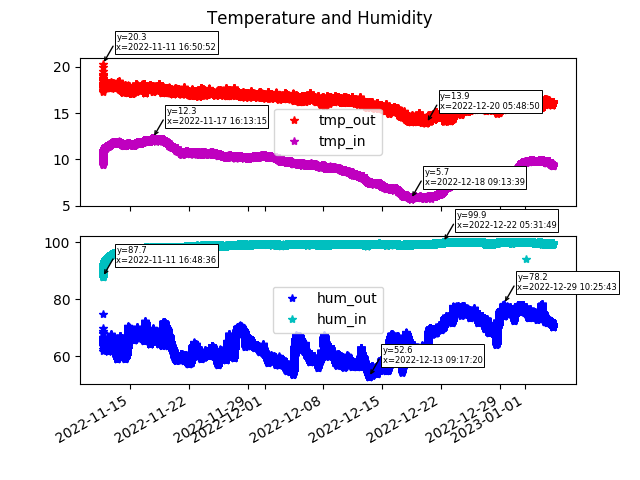 Temperature and Humidity
y=20.3
x=2022-11-11 16:50:52
20
15
10
5
y=12.3
x=2022-11-17 16:13:15
y=13.9
x=2022-12-20 05:48:50
tmp_out
tmp_in
y=5.7
x=2022-12-18 09:13:39
y=99.9
x=2022-12-22 05:31:49
100
80
60
y=87.7
x=2022-11-11 16:48:36
y=78.2
x=2022-12-29 10:25:43
hum_out
hum_in
y=52.6
x=2022-12-13 09:17:20
2022-11-15
2022-11-22
2022-11-29
2022-12-01
2022-12-08
2022-12-15
2022-12-22
2022-12-29
2023-01-01